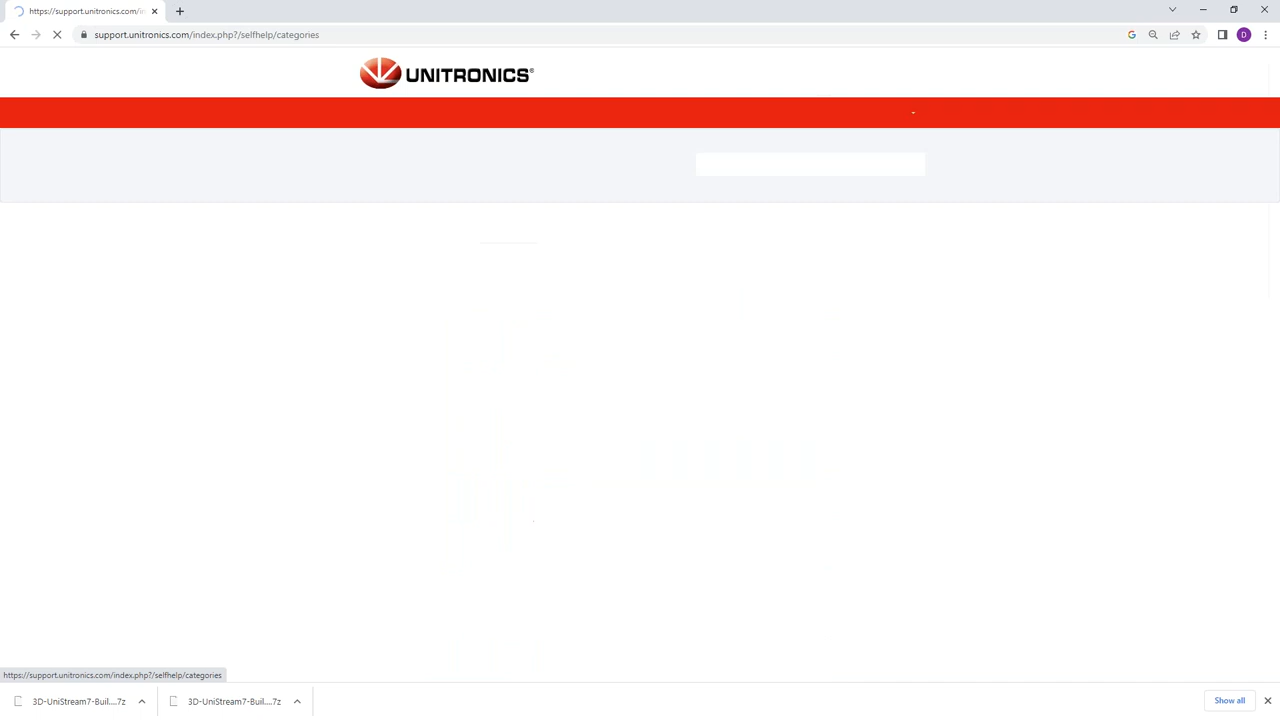 https://support.unitronics.com/in
support.unitronics.com/index.php?/selfhelp/categories
G
D
UNITRONICS®
https://support.unitronics.com/index.php?/selfhelp/categories
3D-UniStream7-Buil....7z
3D-UniStream7-Buil....7z
Show all